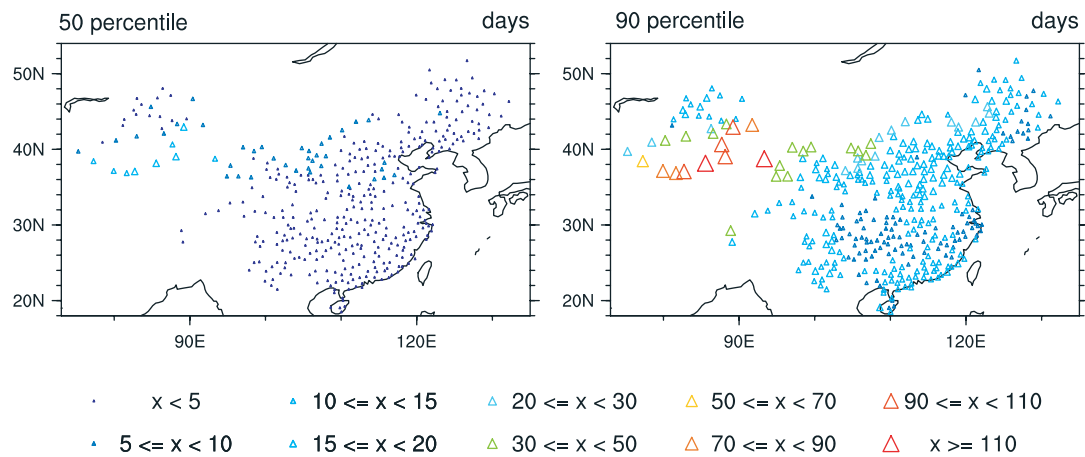 50 percentile days 90 percentile days
50N 50N
40N 40N
30N 30N
20N 20N
90E 120E 90E 120E
x < 5 10 <= x < 15 20 <= x < 30 50 <= x < 70 90 <= x < 110
5 <= x < 10 15 <= x < 20 30 <= x < 50 70 <= x < 90 x >= 110